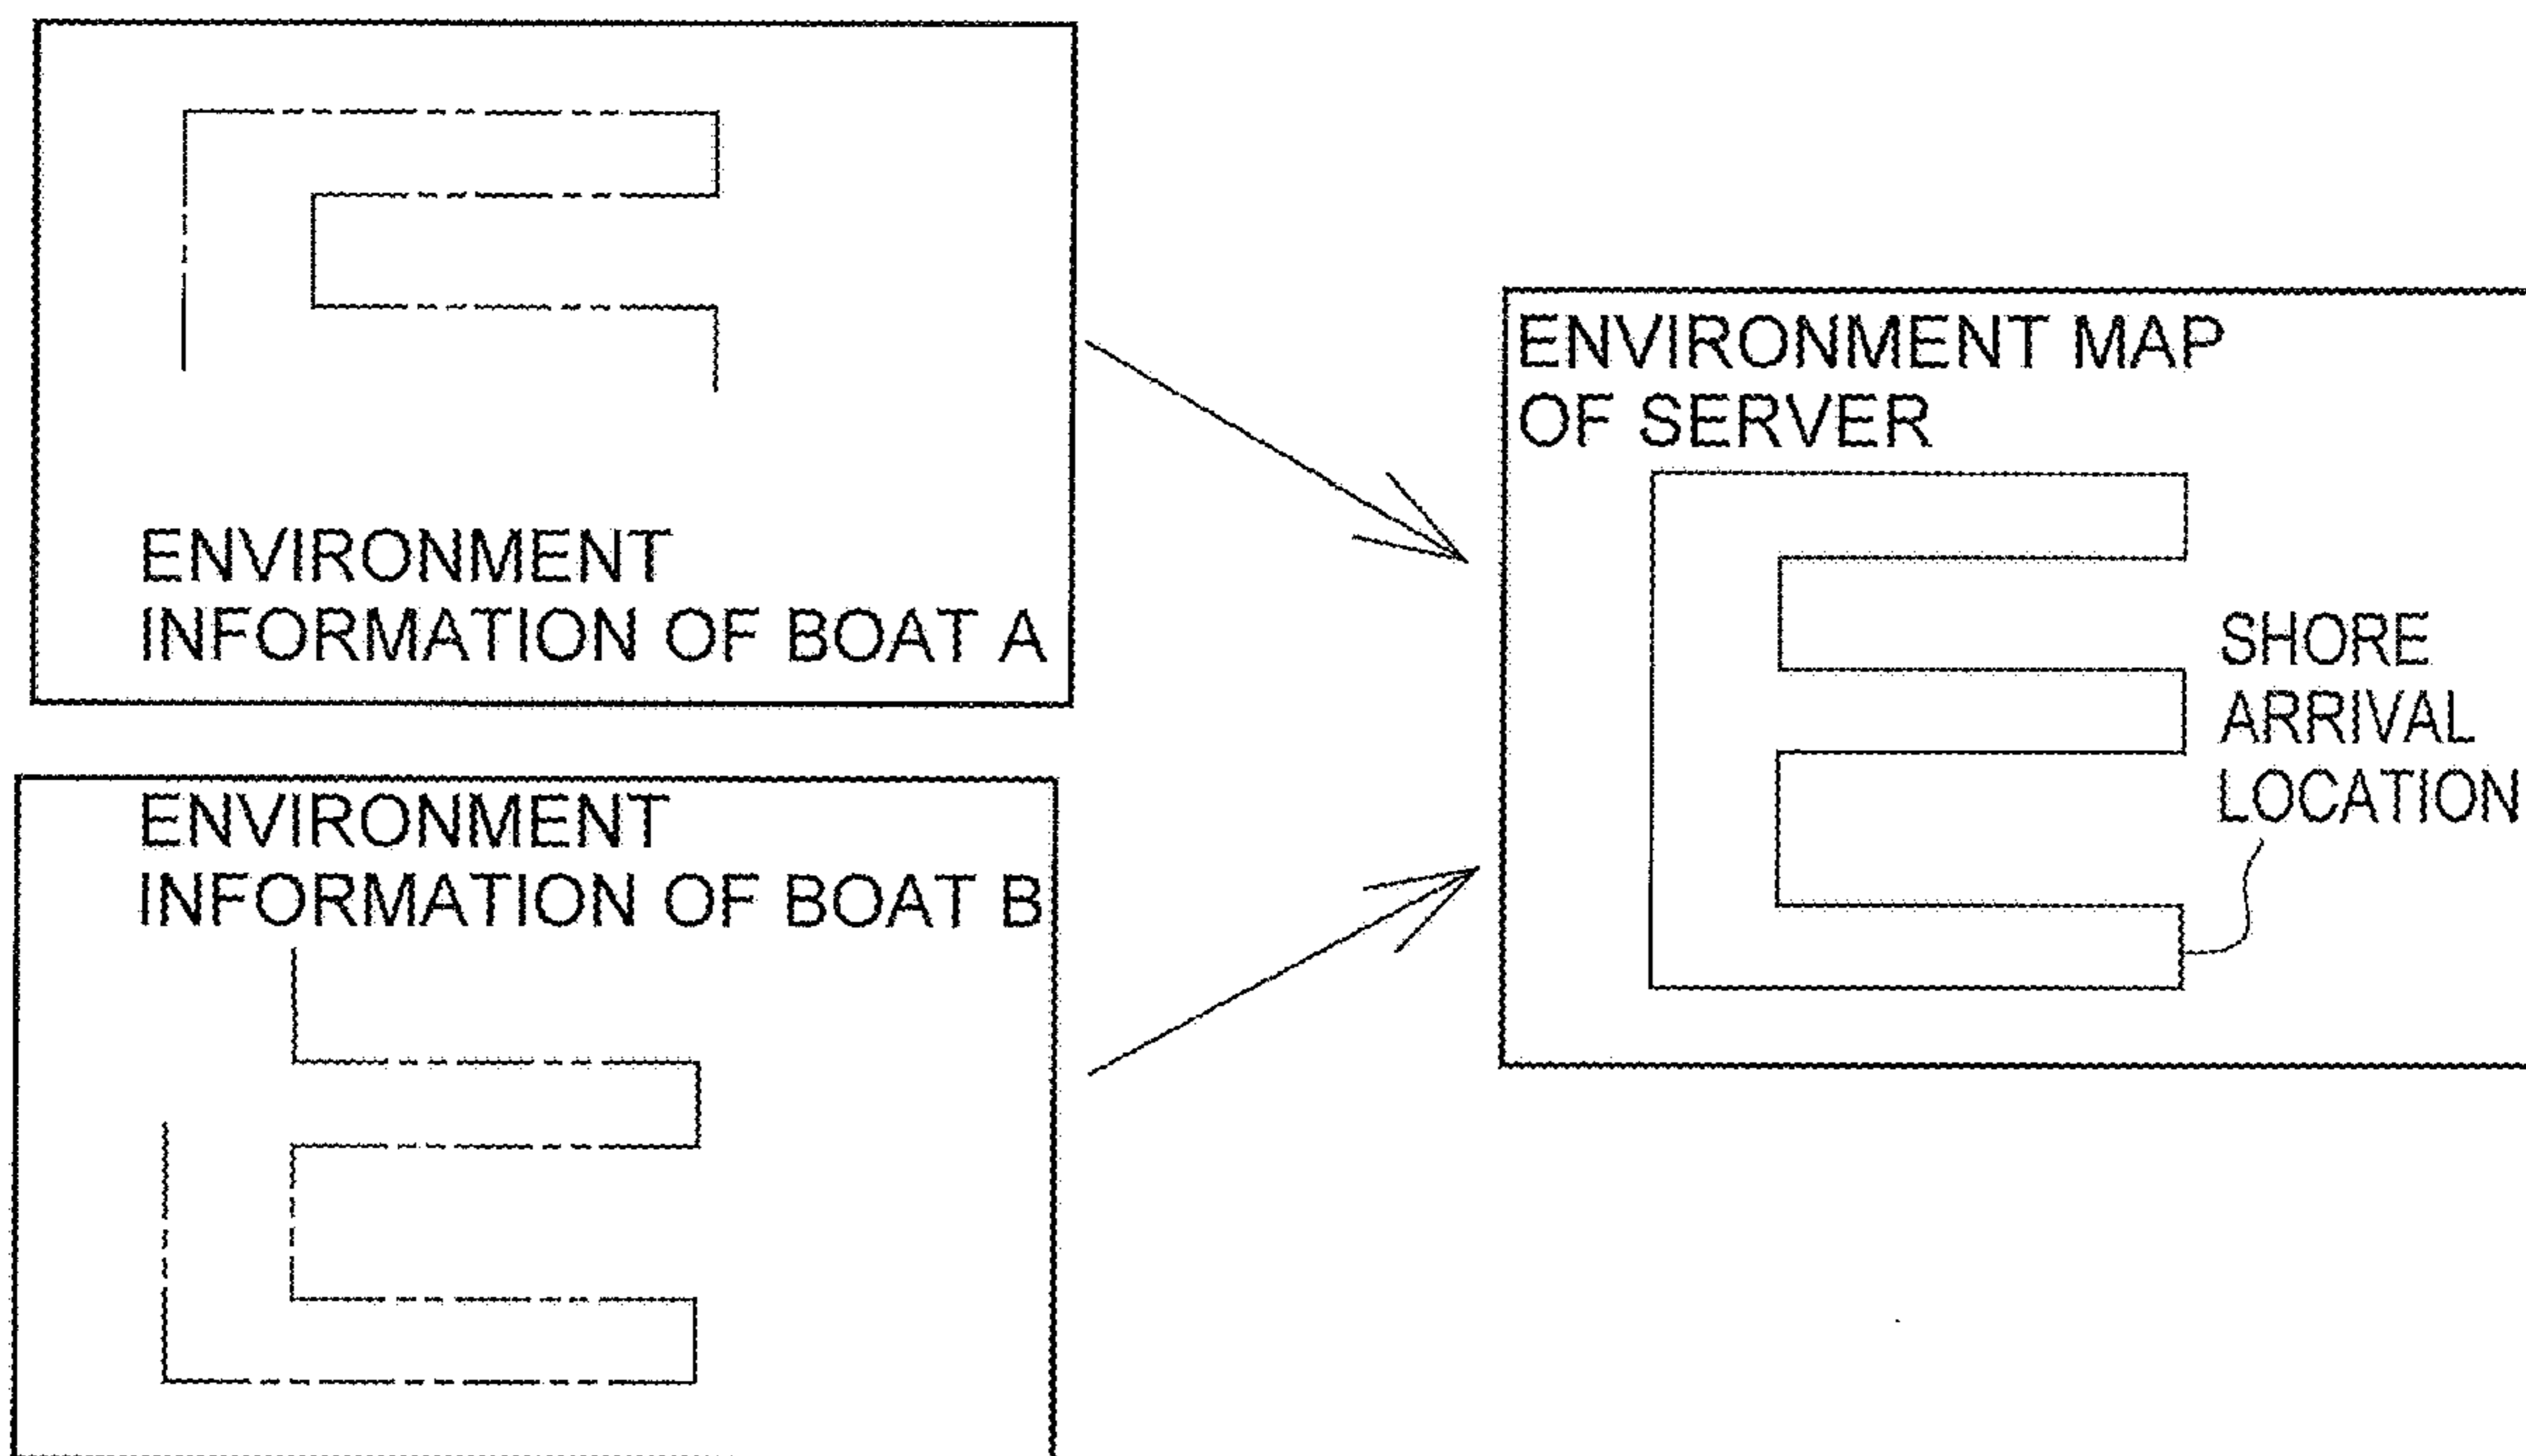 ENVIRONMENT
INFORMATION OF BOAT A
ENVIRONMENT
INFORMATION OF BOAT B
ENVIRONMENT MAP
OF SERVER
SHORE
ARRIVAL
LOCATION